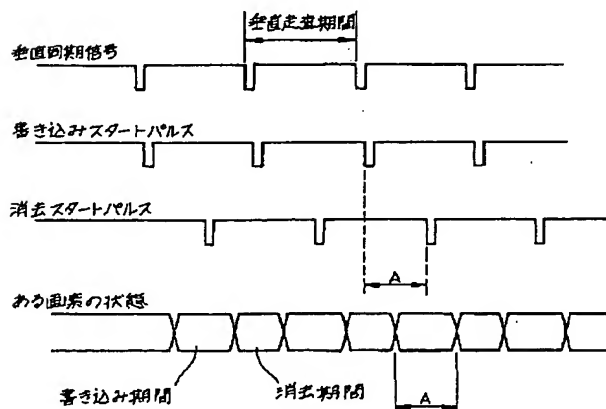 垂直走査期間
垂直同期信号
書き込みスタートパルス
消去スタートパルス
A
ある画素の状態
書き込み期間
消去期間
A